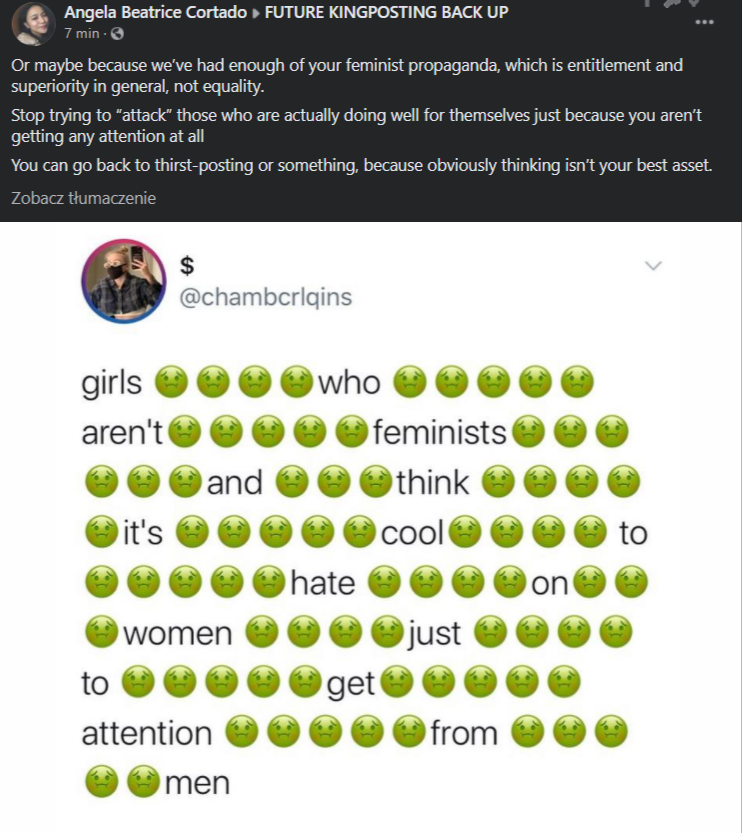 Angela Beatrice Cortado ▸ FUTURE KINGPOSTING BACK UP
7 min ·
Or maybe because we’ve had enough of your feminist propaganda, which is entitlement and
superiority in general, not equality.
Stop trying to “attack” those who are actually doing well for themselves just because you aren’t
getting any attention at all
You can go back to thirst-posting or something, because obviously thinking isn’t your best asset.
Zobacz tłumaczenie
$
@chambcrlqins
girls 🤢🤢🤢🤢who 🤢🤢🤢🤢🤢
aren't🤢🤢🤢🤢🤢feminists🤢🤢🤢
🤢🤢🤢and 🤢🤢🤢think 🤢🤢🤢🤢
🤢it's 🤢🤢🤢🤢🤢cool🤢🤢🤢🤢 to
🤢🤢🤢🤢🤢hate 🤢🤢🤢🤢on🤢🤢
🤢women 🤢🤢🤢🤢just 🤢🤢🤢🤢
to 🤢🤢🤢🤢🤢get🤢🤢🤢🤢🤢
attention 🤢🤢🤢🤢🤢from 🤢🤢🤢
🤢🤢men